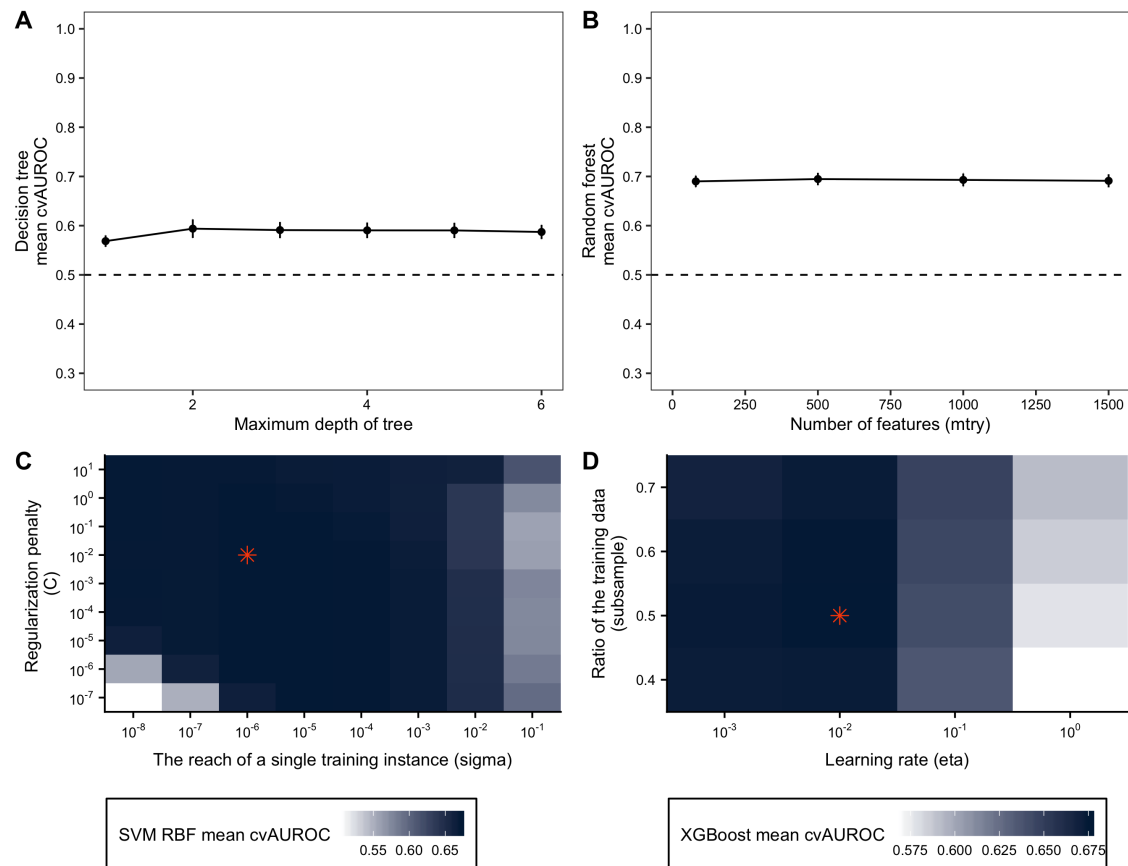 A
1.0
0.9
0.8
0.7
0.6
0.5
0.4
0.3
Decision tree
mean cvAUROC
2
4
6
Maximum depth of tree
B
1.0
0.9
0.8
0.7
0.6
0.5
0.4
0.3
Random forest
mean cvAUROC
0
250
500
750
1000
1250
1500
Number of features (mtry)
C
10¹
10⁰
10⁻¹
10⁻²
10⁻³
10⁻⁴
10⁻⁵
10⁻⁶
10⁻⁷
Regularization penalty
(C)
10⁻⁸
10⁻⁷
10⁻⁶
10⁻⁵
10⁻⁴
10⁻³
10⁻²
10⁻¹
The reach of a single training instance (sigma)
SVM RBF mean cvAUROC
0.55 0.60 0.65
D
0.7
0.6
0.5
0.4
Ratio of the training data
(subsample)
10⁻³
10⁻²
10⁻¹
10⁰
Learning rate (eta)
XGBoost mean cvAUROC
0.575 0.600 0.625 0.650 0.675